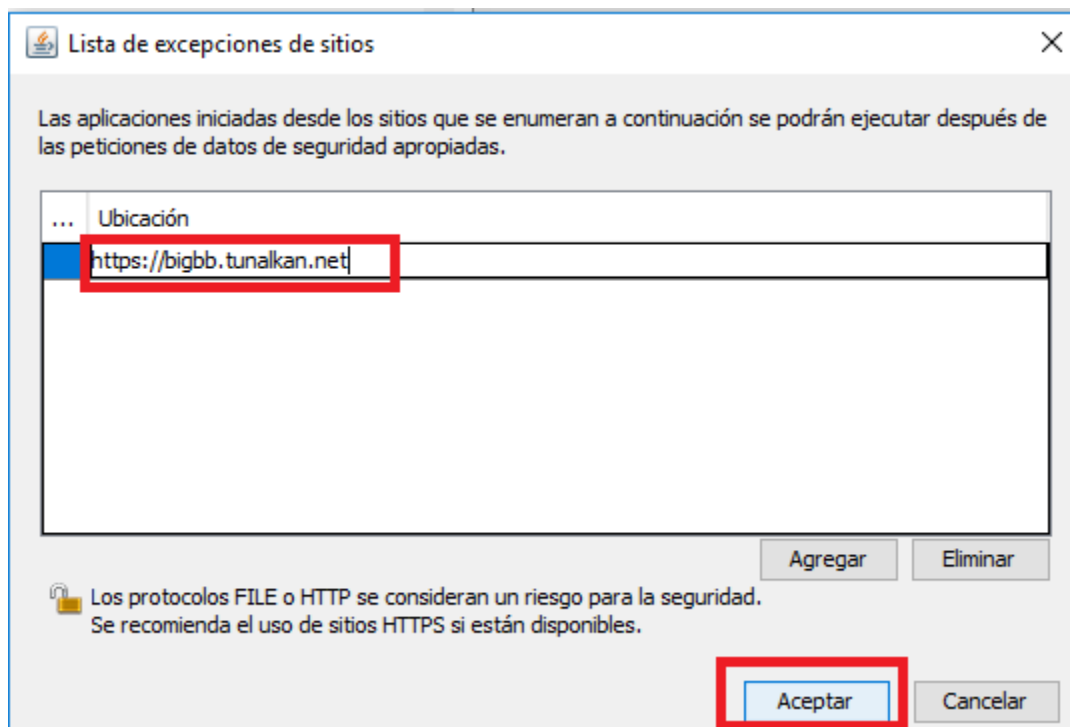 Lista de excepciones de sitios
Las aplicaciones iniciadas desde los sitios que se enumeran a continuación se podrán ejecutar después de
las peticiones de datos de seguridad apropiadas.
... Ubicación
https://bigbb.tunalkan.net
Agregar Eliminar
Los protocolos FILE o HTTP se consideran un riesgo para la seguridad.
Se recomienda el uso de sitios HTTPS si están disponibles.
Aceptar Cancelar